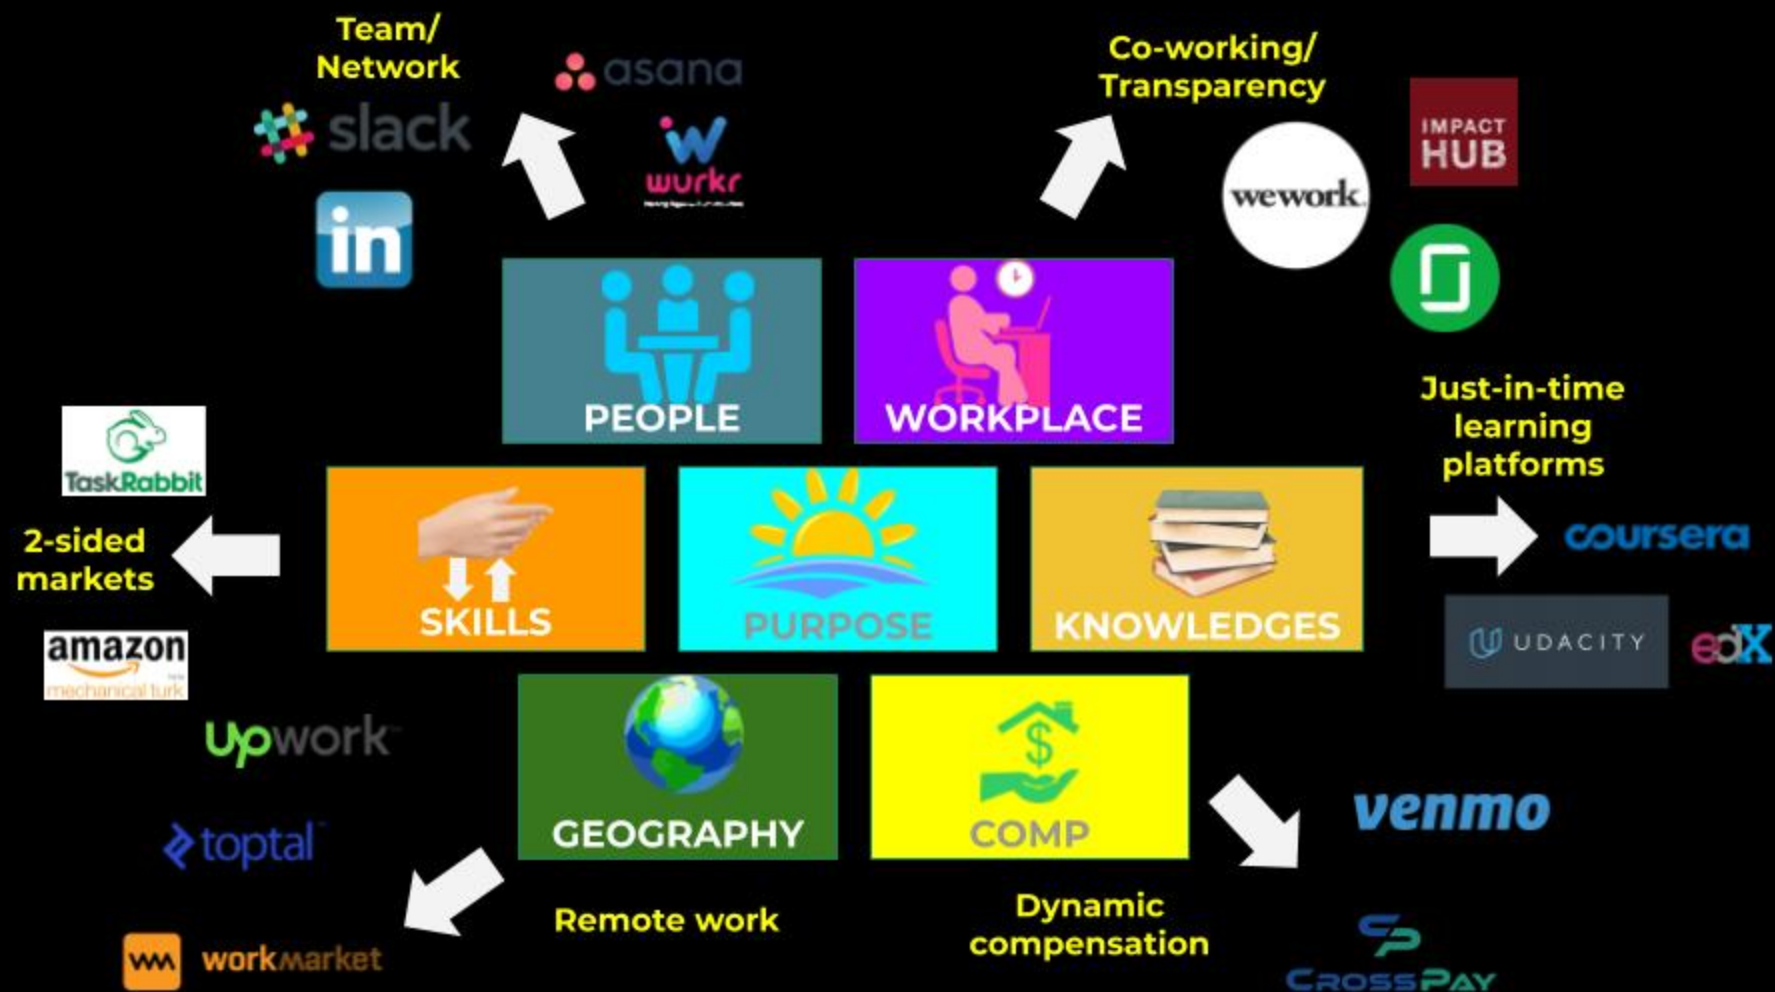 Team/
Network
asana
slack
wurkr
in
Co-working/
Transparency
IMPACT
HUB
wework
PEOPLE
WORKPLACE
TaskRabbit
2-sided
markets
amazon
mechanical turk
SKILLS
PURPOSE
KNOWLEDGES
Just-in-time
learning
platforms
coursera
UDACITY
edX
GEOGRAPHY
COMP
Upwork
toptal
workmarket
Remote work
Dynamic
compensation
venmo
CROSSPAY